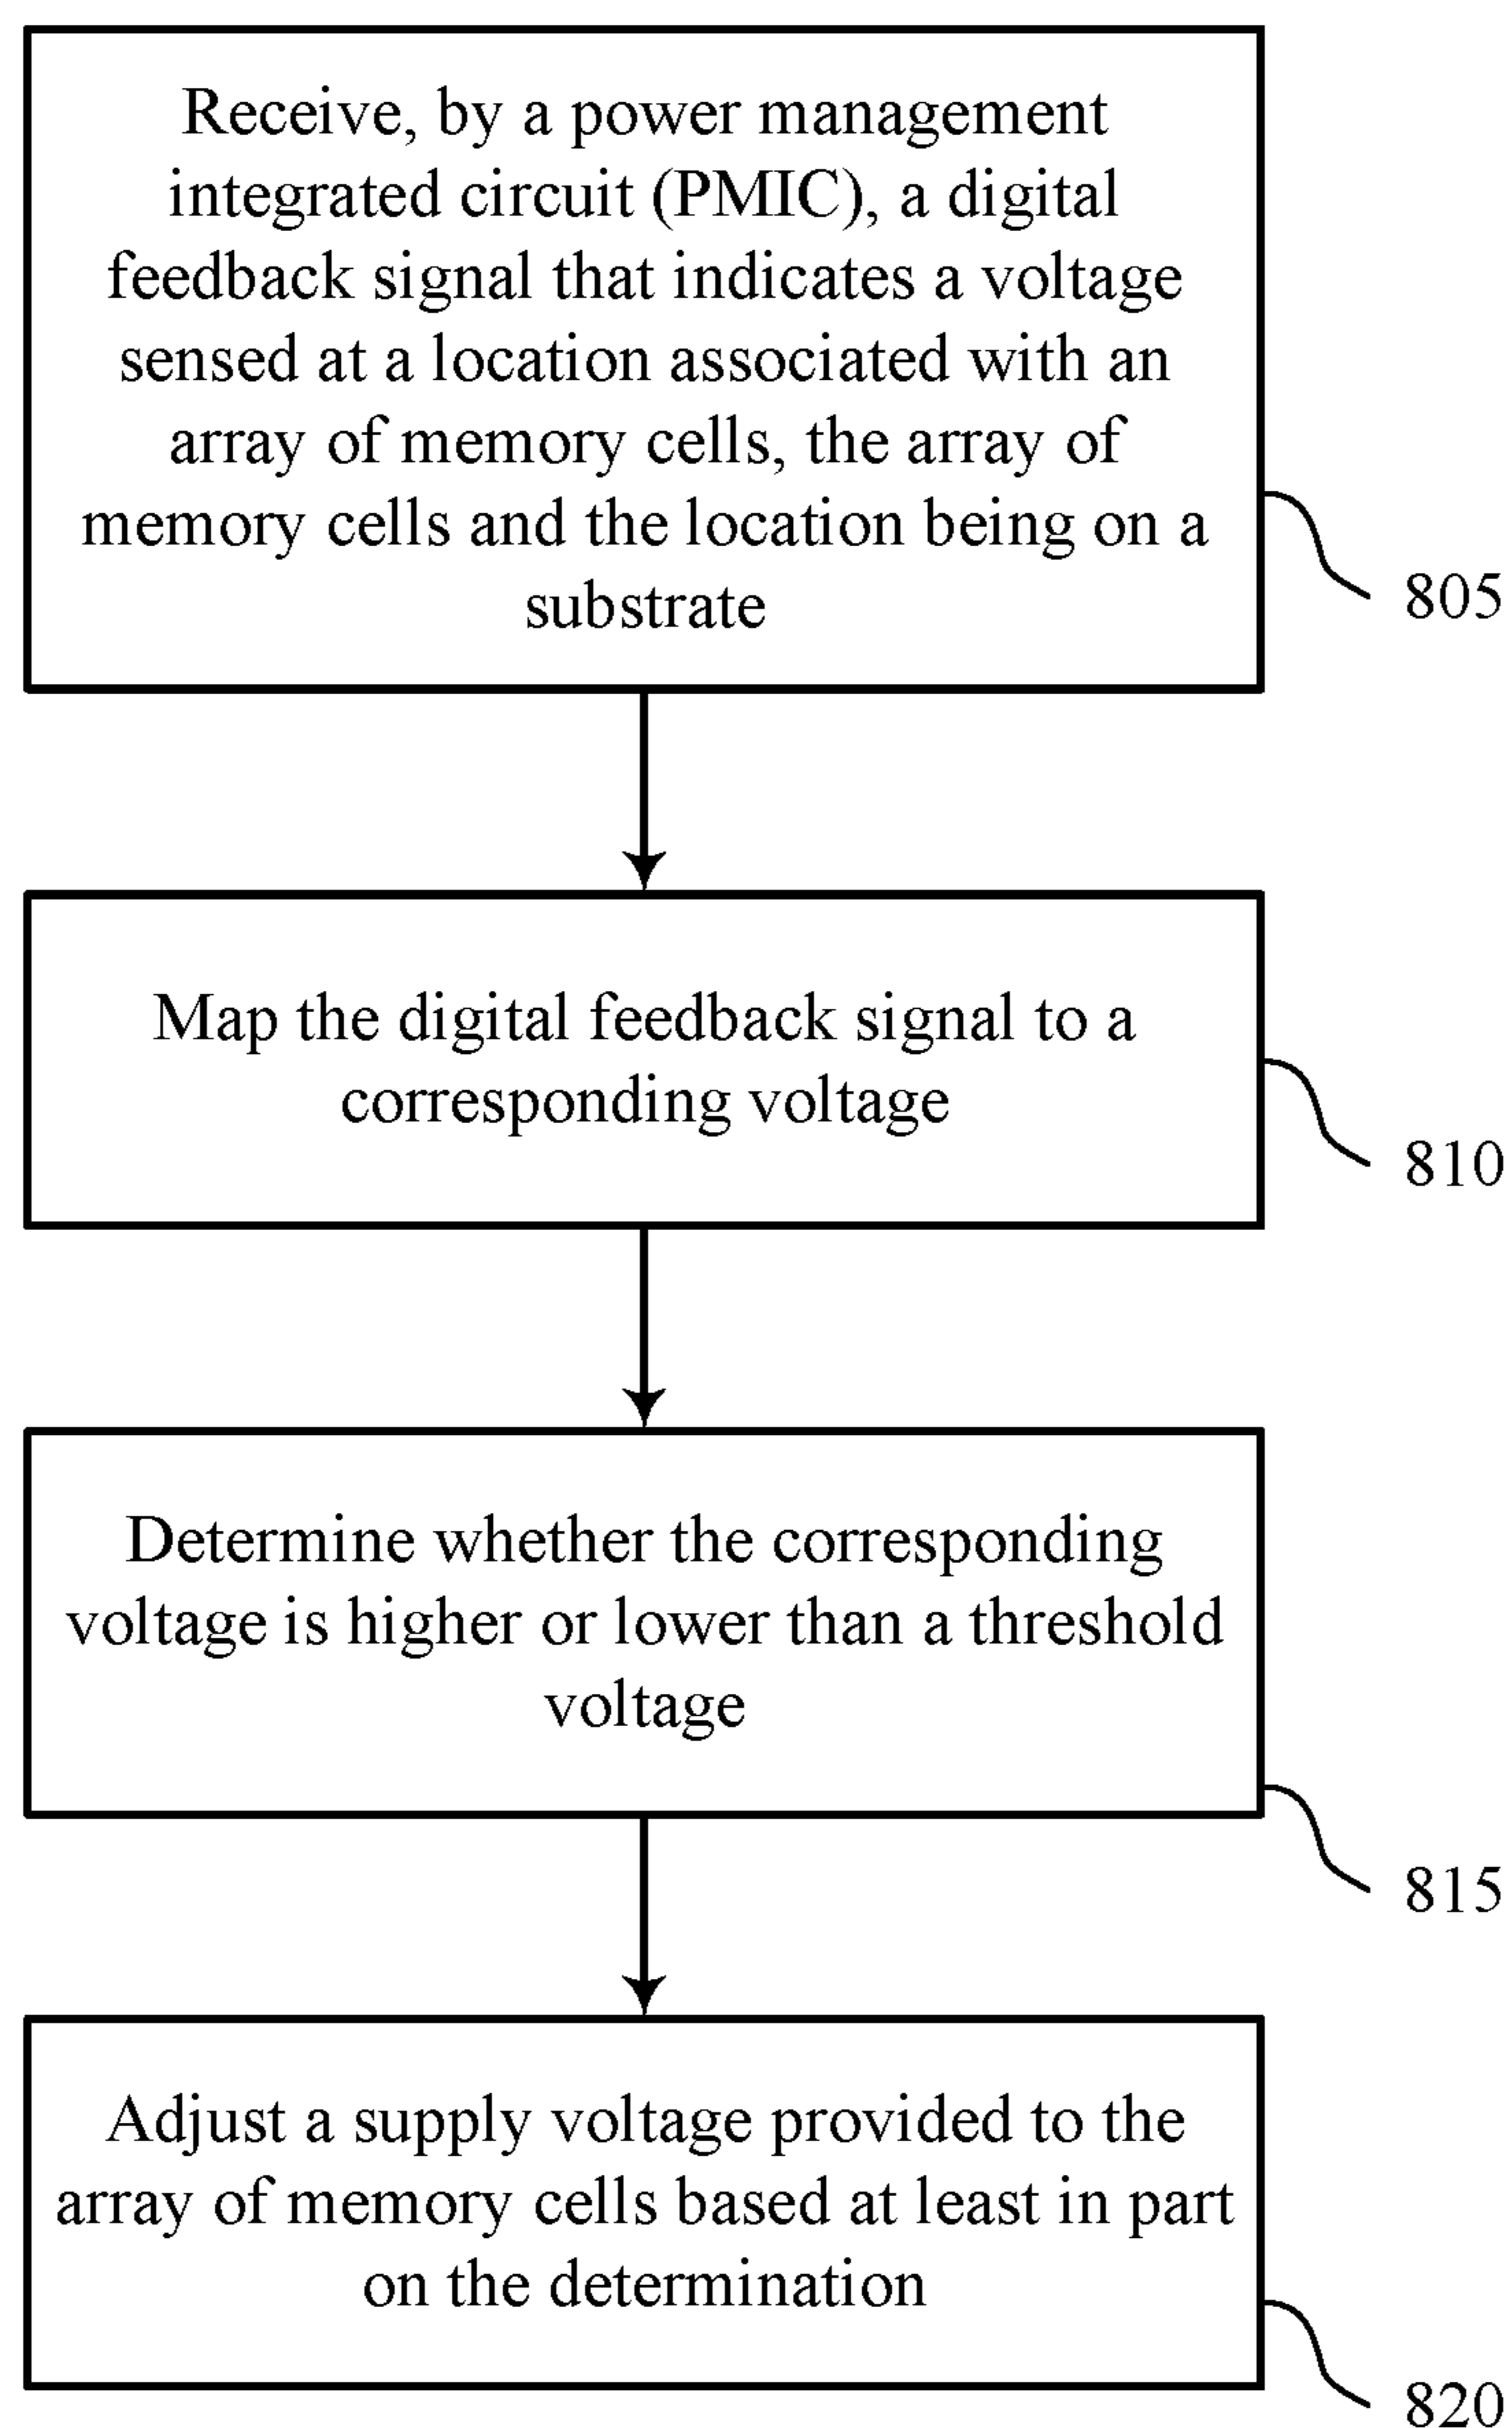 Receive, by a power management
integrated circuit (PMIC), a digital
feedback signal that indicates a voltage
sensed at a location associated with an
array of memory cells, the array of
memory cells and the location being on a
substrate
805
Map the digital feedback signal to a
corresponding voltage
810
Determine whether the corresponding
voltage is higher or lower than a threshold
voltage
815
Adjust a supply voltage provided to the
array of memory cells based at least in part
on the determination
820